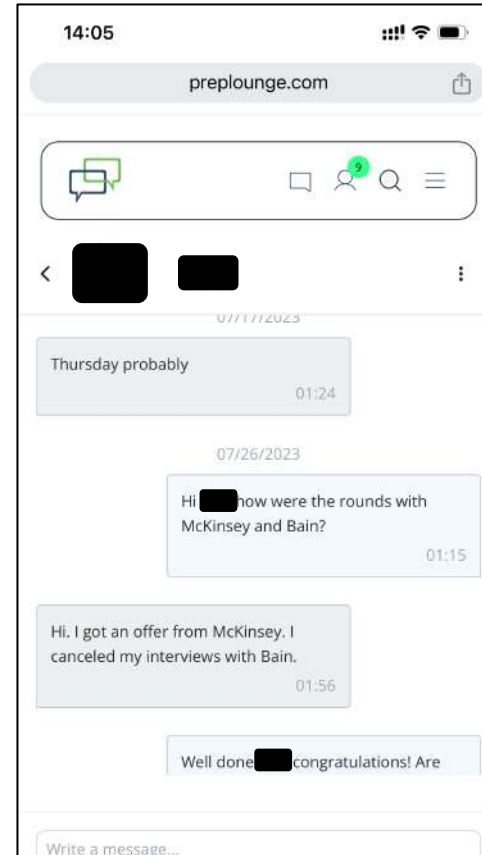 14:05
preplounge.com
9
07/17/2023
Thursday probably
01:24
07/26/2023
Hi how were the rounds with
McKinsey and Bain?
01:15
Hi. I got an offer from McKinsey. I
canceled my interviews with Bain.
01:56
Well done congratulations! Are
Write a message...